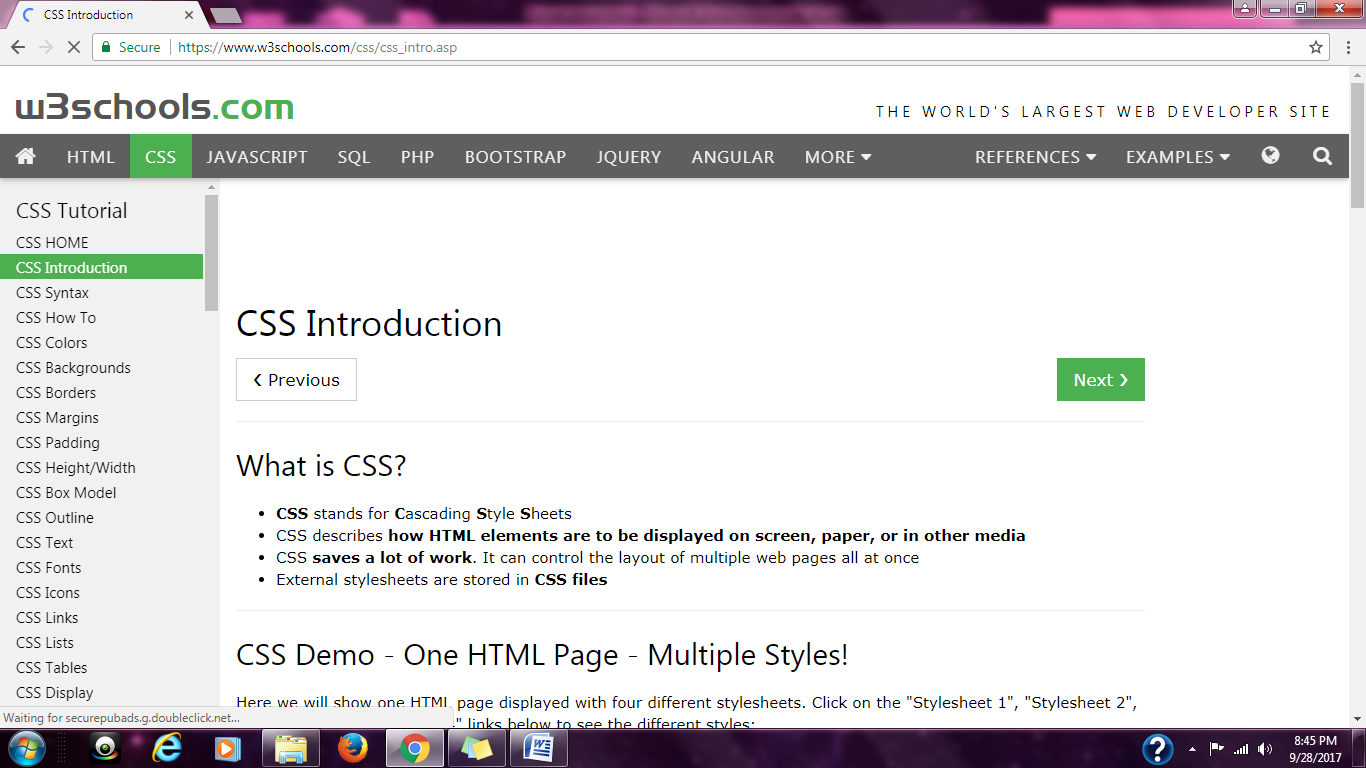 CSS Introduction
Secure https://www.w3schools.com/css/css_intro.asp
w3schools.com
THE WORLD'S LARGEST WEB DEVELOPER SITE
HTML CSS JAVASCRIPT SQL PHP BOOTSTRAP JQUERY ANGULAR MORE REFERENCES EXAMPLES
CSS Tutorial
CSS HOME
CSS Introduction
CSS Syntax
CSS How To
CSS Colors
CSS Backgrounds
CSS Borders
CSS Margins
CSS Padding
CSS Height/Width
CSS Box Model
CSS Outline
CSS Text
CSS Fonts
CSS Icons
CSS Links
CSS Lists
CSS Tables
CSS Display
CSS Introduction
❮ Previous
Next ❯
What is CSS?
• CSS stands for Cascading Style Sheets
• CSS describes how HTML elements are to be displayed on screen, paper, or in other media
• CSS saves a lot of work. It can control the layout of multiple web pages all at once
• External stylesheets are stored in CSS files
CSS Demo - One HTML Page - Multiple Styles!
Here we will show one HTML page displayed with four different stylesheets. Click on the "Stylesheet 1", "Stylesheet 2",
" links below to see the different styles:
Waiting for securepubads.g.doubleclick.net...
8:45 PM
9/28/2017